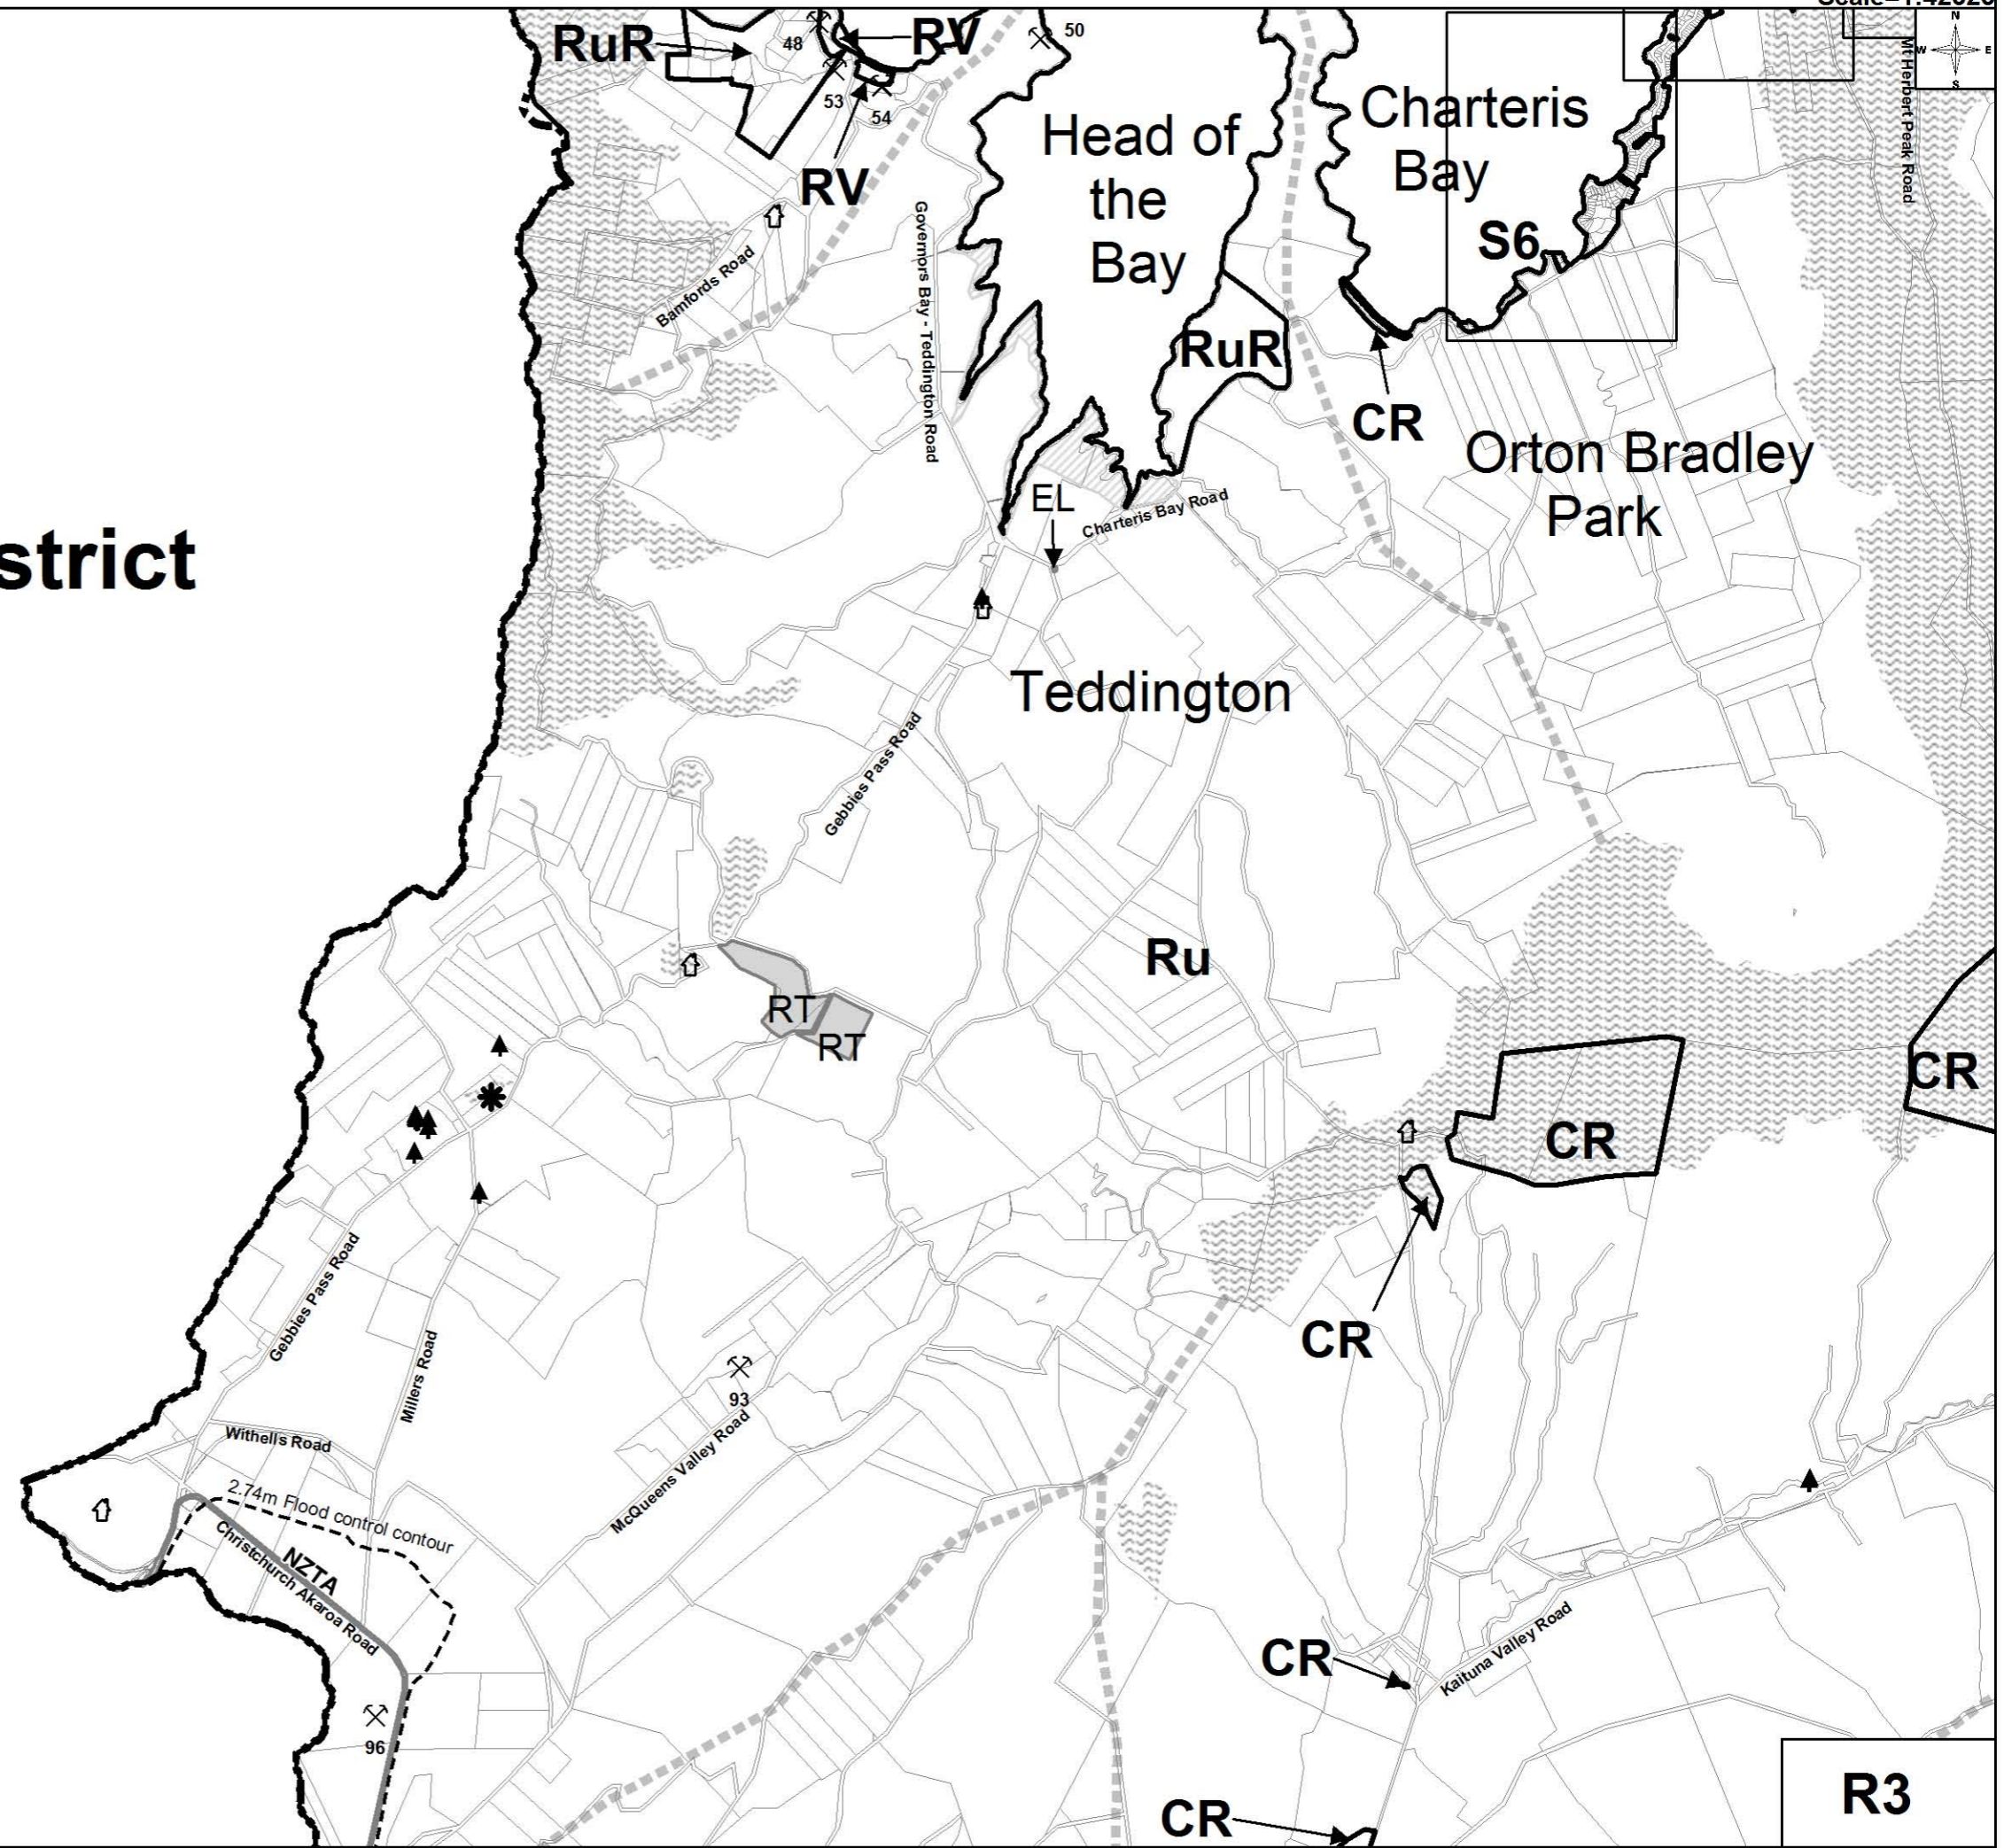 N
W
E
S
Mt Herbert Peak Road
RuR
48
RV
50
53
54
RV
Head of
the
Bay
Charteris
Bay
S6
Governors Bay - Teddington Road
Bamfords Road
RuR
CR
Orton Bradley
Park
EL
Charteris Bay Road
strict
Teddington
Gebbies Pass Road
Ru
RT
RT
CR
CR
CR
Gebbies Pass Road
Millers Road
93
McQueens Valley Road
Withells Road
2.74m Flood control contour
NZTA
Christchurch Akaroa Road
96
CR
Kaituna Valley Road
CR
R3